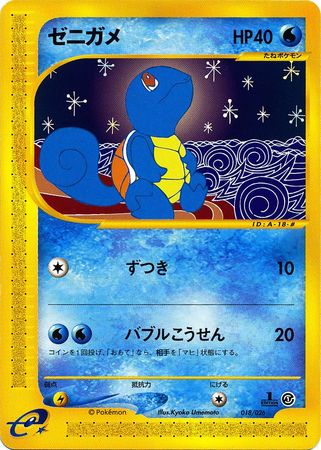 ゼニガメ HP40
たねポケモン
ID:A-18-#
ずつき 10
バブルこうせん 20
コインを1回投げ、「おもて」なら、相手を「マヒ」状態にする。
弱点 抵抗力 にげる
© Pokémon Illus.Kyoko Umemoto 018/026
1 EDITION
e